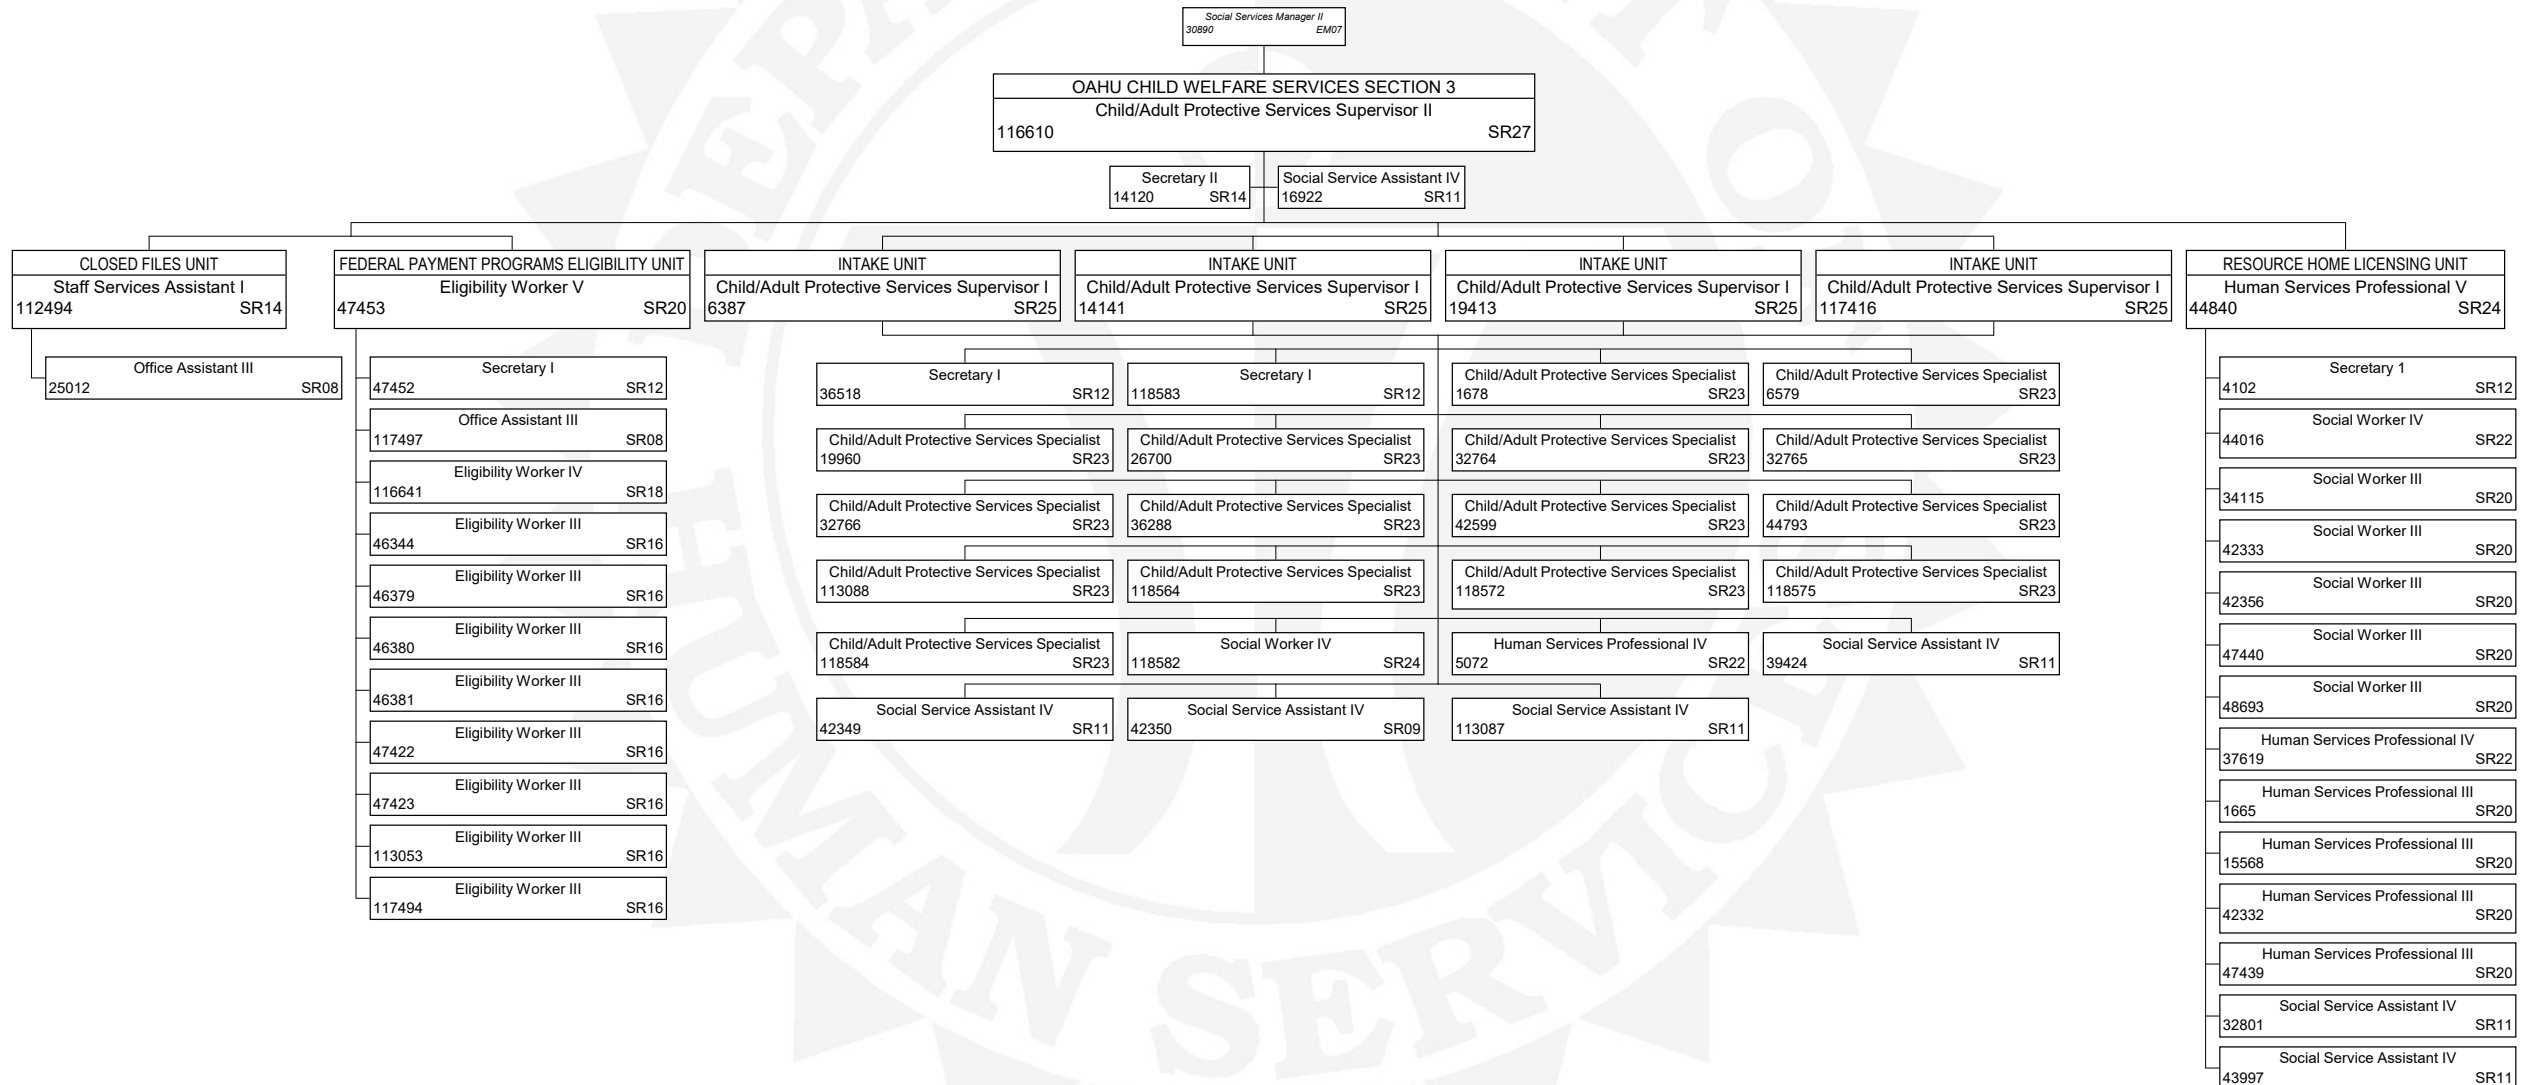 Social Services Manager II
30890 EM07
OAHU CHILD WELFARE SERVICES SECTION 3
Child/Adult Protective Services Supervisor II
116610 SR27
Secretary II
14120 SR14
Social Service Assistant IV
16922 SR11
CLOSED FILES UNIT
Staff Services Assistant I
112494 SR14
Office Assistant III
25012 SR08
FEDERAL PAYMENT PROGRAMS ELIGIBILITY UNIT
Eligibility Worker V
47453 SR20
Secretary I
47452 SR12
Office Assistant III
117497 SR08
Eligibility Worker IV
116641 SR18
Eligibility Worker III
46344 SR16
Eligibility Worker III
46379 SR16
Eligibility Worker III
46380 SR16
Eligibility Worker III
46381 SR16
Eligibility Worker III
47422 SR16
Eligibility Worker III
47423 SR16
Eligibility Worker III
113053 SR16
Eligibility Worker III
117494 SR16
INTAKE UNIT
Child/Adult Protective Services Supervisor I
6387 SR25
INTAKE UNIT
Child/Adult Protective Services Supervisor I
14141 SR25
INTAKE UNIT
Child/Adult Protective Services Supervisor I
19413 SR25
INTAKE UNIT
Child/Adult Protective Services Supervisor I
117416 SR25
Secretary I
36518 SR12
Secretary I
118583 SR12
Child/Adult Protective Services Specialist
1678 SR23
Child/Adult Protective Services Specialist
6579 SR23
Child/Adult Protective Services Specialist
19960 SR23
Child/Adult Protective Services Specialist
26700 SR23
Child/Adult Protective Services Specialist
32764 SR23
Child/Adult Protective Services Specialist
32765 SR23
Child/Adult Protective Services Specialist
32766 SR23
Child/Adult Protective Services Specialist
36288 SR23
Child/Adult Protective Services Specialist
42599 SR23
Child/Adult Protective Services Specialist
44793 SR23
Child/Adult Protective Services Specialist
113088 SR23
Child/Adult Protective Services Specialist
118564 SR23
Child/Adult Protective Services Specialist
118572 SR23
Child/Adult Protective Services Specialist
118575 SR23
Child/Adult Protective Services Specialist
118584 SR23
Social Worker IV
118582 SR24
Human Services Professional IV
5072 SR22
Social Service Assistant IV
39424 SR11
Social Service Assistant IV
42349 SR11
Social Service Assistant IV
42350 SR09
Social Service Assistant IV
113087 SR11
RESOURCE HOME LICENSING UNIT
Human Services Professional V
44840 SR24
Secretary 1
4102 SR12
Social Worker IV
44016 SR22
Social Worker III
34115 SR20
Social Worker III
42333 SR20
Social Worker III
42356 SR20
Social Worker III
47440 SR20
Social Worker III
48693 SR20
Human Services Professional IV
37619 SR22
Human Services Professional III
1665 SR20
Human Services Professional III
15568 SR20
Human Services Professional III
42332 SR20
Human Services Professional III
47439 SR20
Social Service Assistant IV
32801 SR11
Social Service Assistant IV
43997 SR11
HUMAN SERVICES